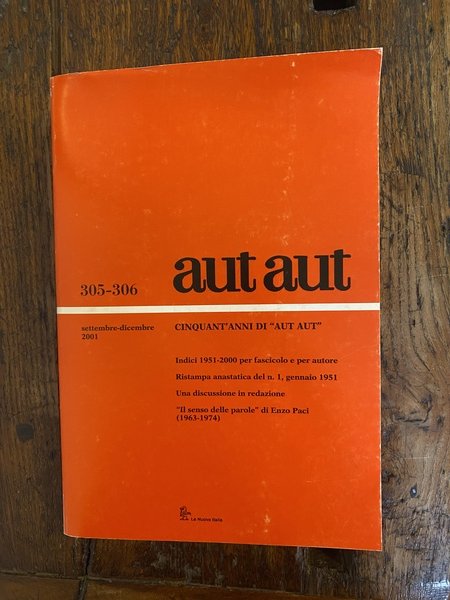 305-306
aut aut
settembre-dicembre
2001
CINQUANT'ANNI DI "AUT AUT"
Indici 1951-2000 per fascicolo e per autore
Ristampa anastatica del n. 1, gennaio 1951
Una discussione in redazione
"Il senso delle parole" di Enzo Paci
(1963-1974)
La Nuova Italia